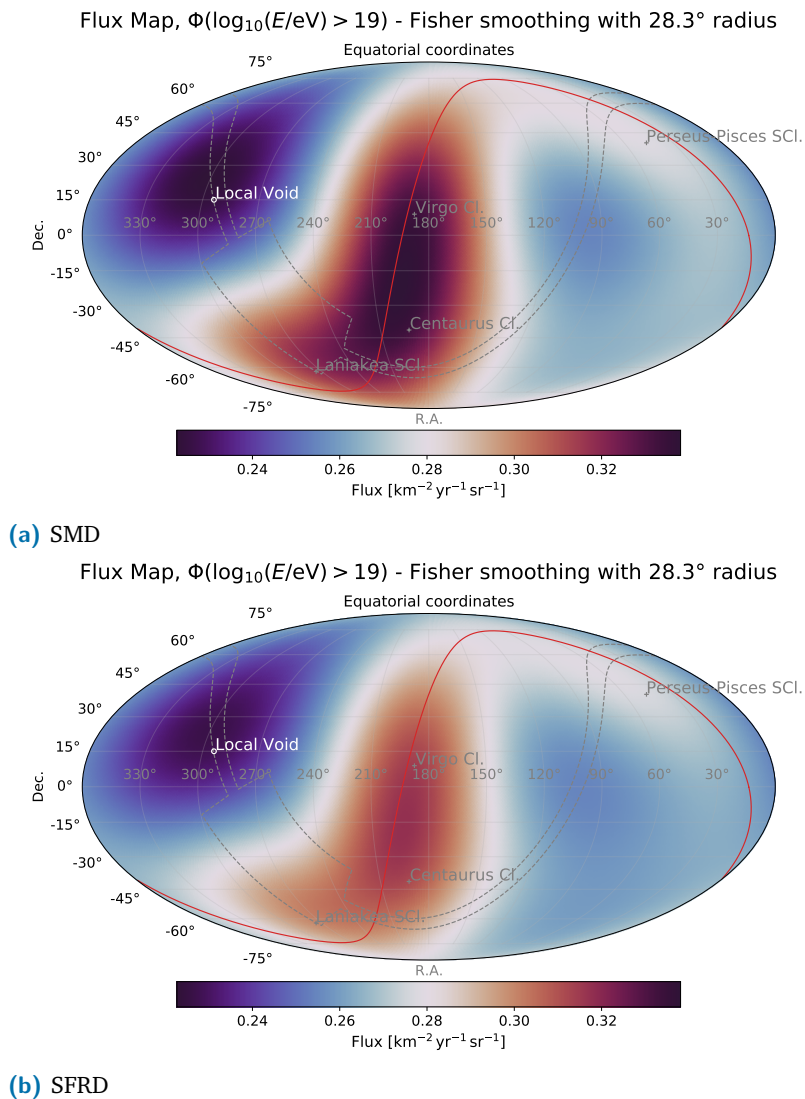 Flux Map, Φ(log₁₀(E/eV) > 19) - Fisher smoothing with 28.3° radius
Equatorial coordinates
75°
60°
45°
30°
15°
0°
-15°
-30°
-45°
-60°
-75°
Dec.
Perseus-Pisces SCl.
Local Void
Virgo Cl.
330° 300° 270° 240° 210° 180° 150° 120° 90° 60° 30°
Centaurus Cl.
Laniakea SCl.
R.A.
0.24 0.26 0.28 0.30 0.32
Flux [km⁻² yr⁻¹ sr⁻¹]
(a) SMD
Flux Map, Φ(log₁₀(E/eV) > 19) - Fisher smoothing with 28.3° radius
Equatorial coordinates
75°
60°
45°
30°
15°
0°
-15°
-30°
-45°
-60°
-75°
Dec.
Perseus-Pisces SCl.
Local Void
Virgo Cl.
330° 300° 270° 240° 210° 180° 150° 120° 90° 60° 30°
Centaurus Cl.
Laniakea SCl.
R.A.
0.24 0.26 0.28 0.30 0.32
Flux [km⁻² yr⁻¹ sr⁻¹]
(b) SFRD